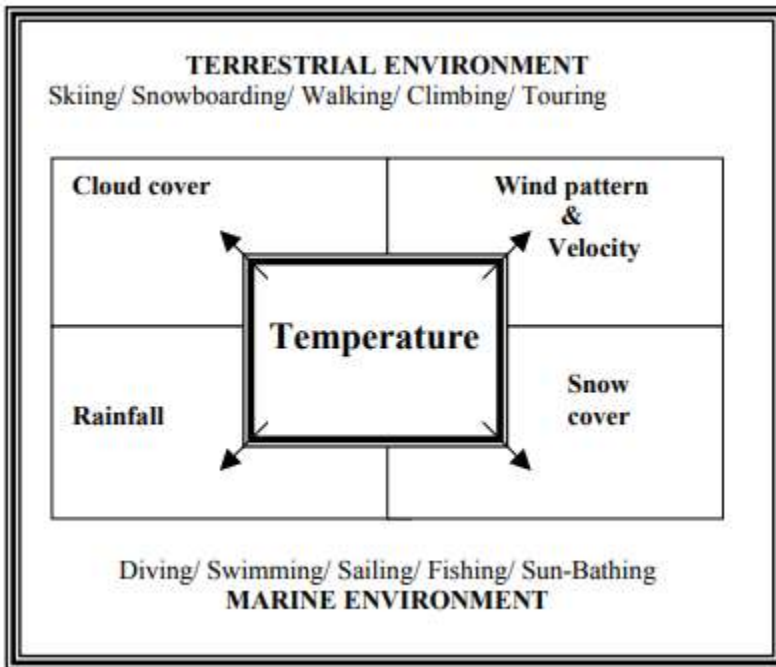 TERRESTRIAL ENVIRONMENT
Skiing/ Snowboarding/ Walking/ Climbing/ Touring
Cloud cover
Wind pattern
&
Velocity
Temperature
Rainfall
Snow
cover
Diving/ Swimming/ Sailing/ Fishing/ Sun-Bathing
MARINE ENVIRONMENT